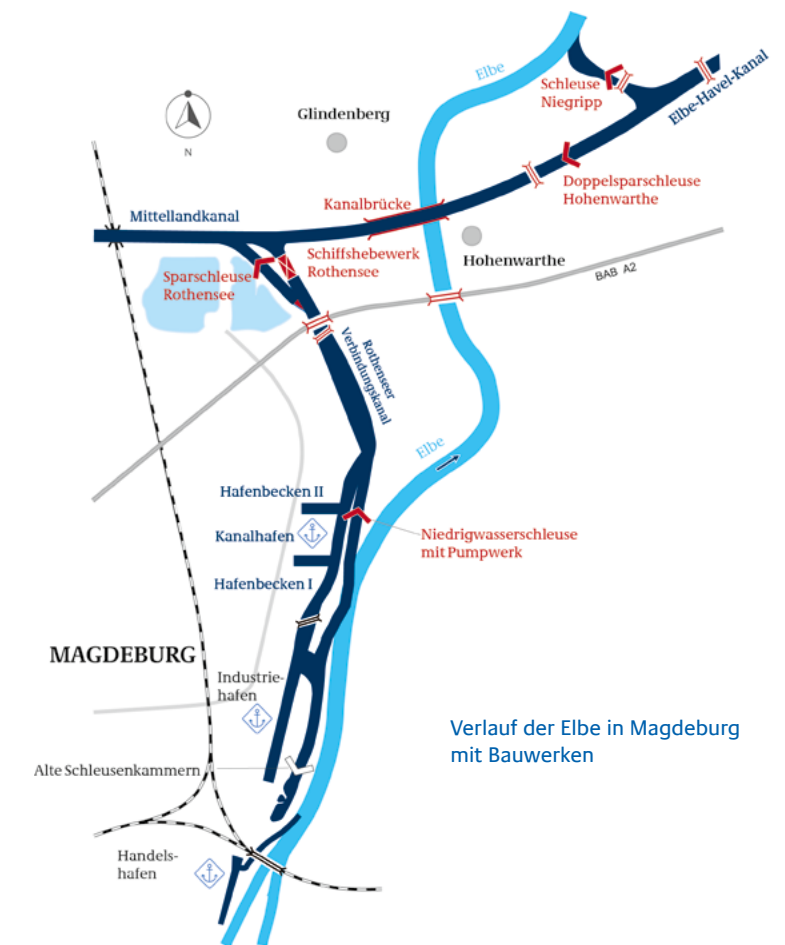 Elbe
Schleuse
Niegripp
Elbe-Havel-Kanal
Glindenberg
N
Doppelsparschleuse
Hohenwarthe
Kanalbrücke
Mittellandkanal
Schiffshebewerk
Rothensee
Hohenwarthe
Sparschleuse
Rothensee
BAB A2
Rothenseer
Verbindungskanal
Elbe
Hafenbecken II
Kanalhafen
Niedrigwasserschleuse
mit Pumpwerk
Hafenbecken I
MAGDEBURG
Industrie-
hafen
Verlauf der Elbe in Magdeburg
mit Bauwerken
Alte Schleusenkammern
Handels-
hafen